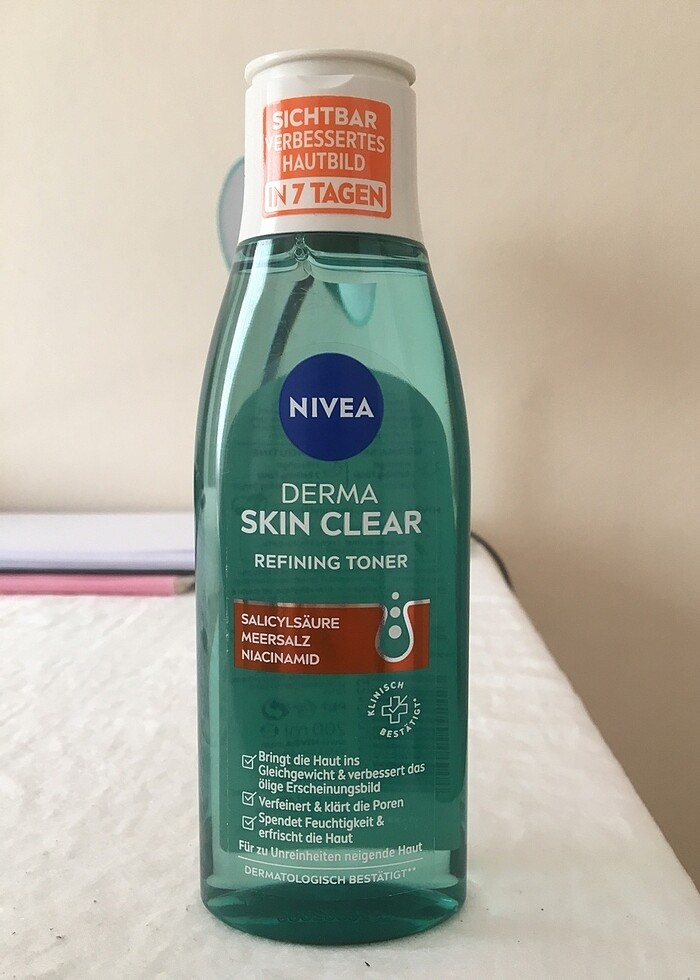 SICHTBAR
VERBESSERTES
HAUTBILD
IN 7 TAGEN
NIVEA
DERMA
SKIN CLEAR
REFINING TONER
SALICYLSÄURE
MEERSALZ
NIACINAMID
KLINISCH
BESTÄTIGT*
Bringt die Haut ins
Gleichgewicht & verbessert das
ölige Erscheinungsbild
Verfeinert & klärt die Poren
Spendet Feuchtigkeit &
erfrischt die Haut
Für zu Unreinheiten neigende Haut
DERMATOLOGISCH BESTÄTIGT**
200 ml e